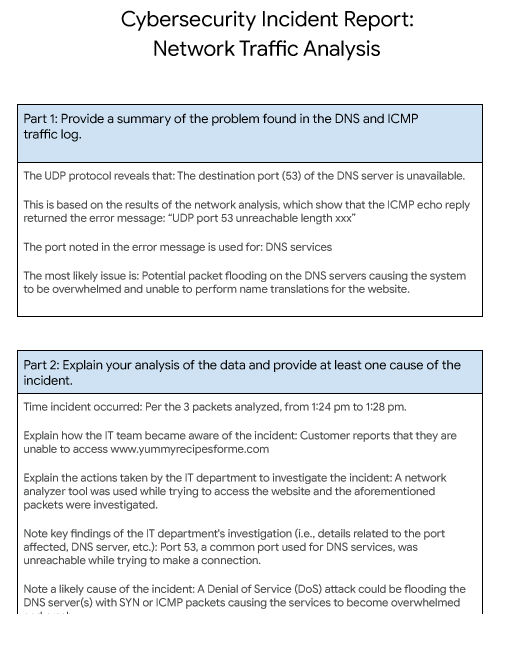 Cybersecurity Incident Report:
Network Traffic Analysis
Part 1: Provide a summary of the problem found in the DNS and ICMP
traffic log.
The UDP protocol reveals that: The destination port (53) of the DNS server is unavailable.
This is based on the results of the network analysis, which show that the ICMP echo reply
returned the error message: “UDP port 53 unreachable length xxx”
The port noted in the error message is used for: DNS services
The most likely issue is: Potential packet flooding on the DNS servers causing the system
to be overwhelmed and unable to perform name translations for the website.
Part 2: Explain your analysis of the data and provide at least one cause of the
incident.
Time incident occurred: Per the 3 packets analyzed, from 1:24 pm to 1:28 pm.
Explain how the IT team became aware of the incident: Customer reports that they are
unable to access www.yummyrecipesforme.com
Explain the actions taken by the IT department to investigate the incident: A network
analyzer tool was used while trying to access the website and the aforementioned
packets were investigated.
Note key findings of the IT department's investigation (i.e., details related to the port
affected, DNS server, etc.): Port 53, a common port used for DNS services, was
unreachable while trying to make a connection.
Note a likely cause of the incident: A Denial of Service (DoS) attack could be flooding the
DNS server(s) with SYN or ICMP packets causing the services to become overwhelmed